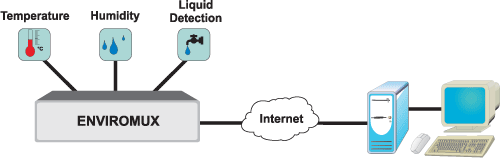 Temperature
Humidity
Liquid
Detection
°C
ENVIROMUX
Internet